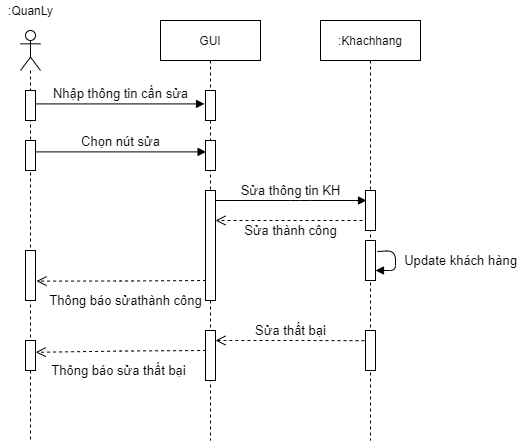 :QuanLy
GUI
:Khachhang
Nhập thông tin cần sửa
Chọn nút sửa
Sửa thông tin KH
Sửa thành công
Update khách hàng
Thông báo sửathành công
Sửa thất bại
Thông báo sửa thất bại